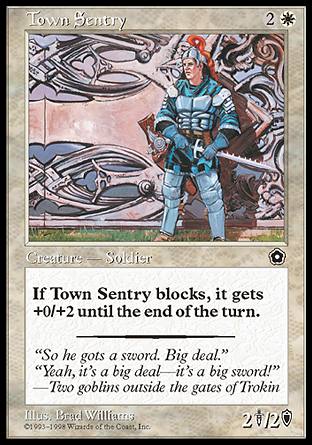 Town Sentry 2
Creature — Soldier
If Town Sentry blocks, it gets
+0/+2 until the end of the turn.
“So he got a sword. Big deal.”
“Yeah, it’s a big deal—it’s a big sword!”
—Two goblins outside the gates of Trokin
Illus. Brad Williams
©1993–1998 Wizards of the Coast, Inc.
2/2